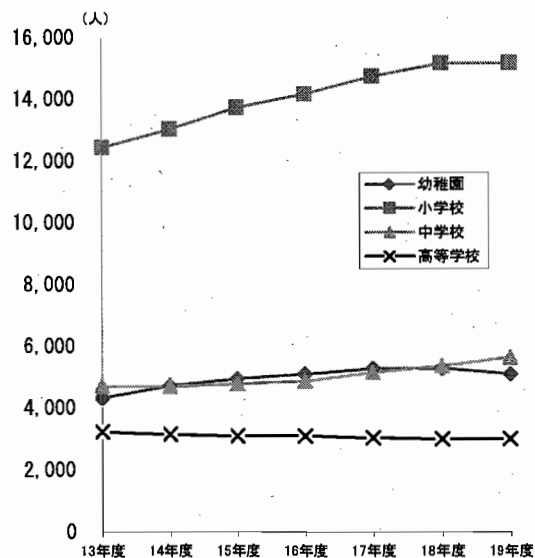 (人)
16,000
14,000
12,000
10,000
8,000
6,000
4,000
2,000
0
幼稚園
小学校
中学校
高等学校
13年度 14年度 15年度 16年度 17年度 18年度 19年度